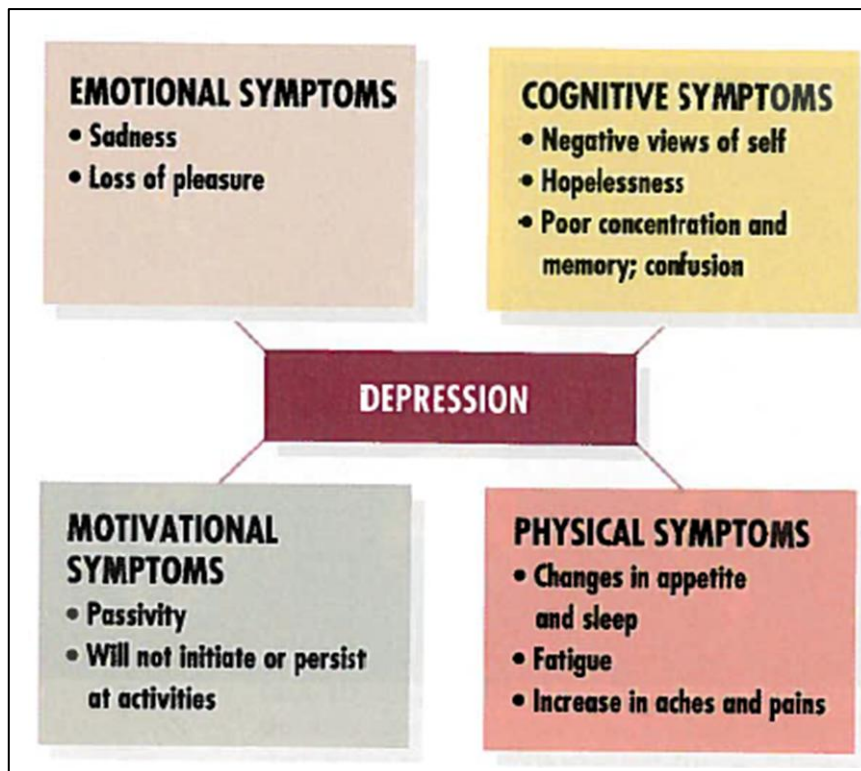 EMOTIONAL SYMPTOMS
• Sadness
• Loss of pleasure
COGNITIVE SYMPTOMS
• Negative views of self
• Hopelessness
• Poor concentration and
memory; confusion
DEPRESSION
MOTIVATIONAL
SYMPTOMS
• Passivity
• Will not initiate or persist
at activities
PHYSICAL SYMPTOMS
• Changes in appetite
and sleep
• Fatigue
• Increase in aches and pains